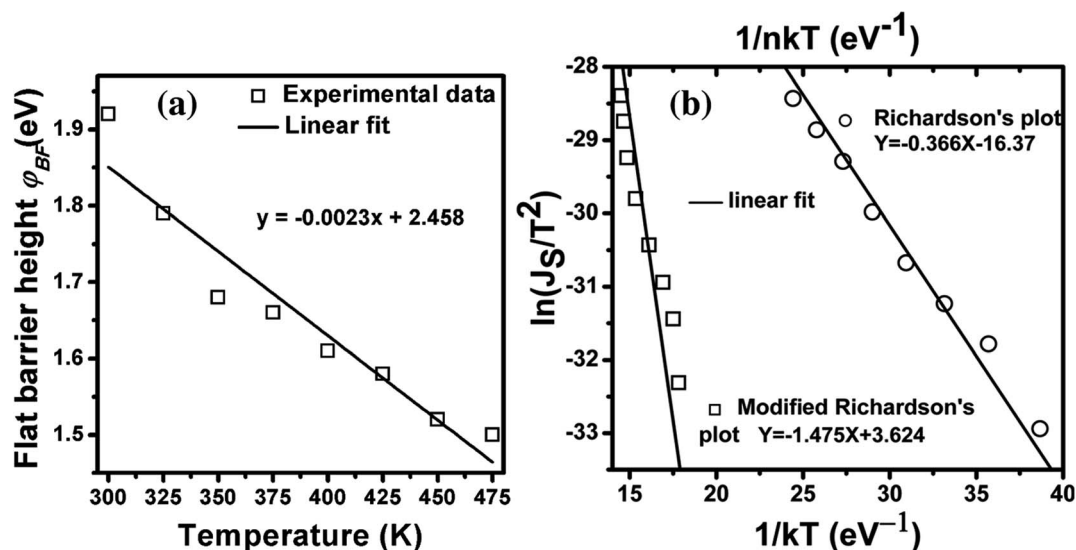 (a)
Experimental data
Linear fit
y = -0.0023x + 2.458
Flat barrier height φBF (eV)
1.9
1.8
1.7
1.6
1.5
300 325 350 375 400 425 450 475
Temperature (K)
1/nkT (eV⁻¹)
(b)
Richardson's plot
Y=-0.366X-16.37
linear fit
Modified Richardson's
plot Y=-1.475X+3.624
ln(JS/T²)
-28
-29
-30
-31
-32
-33
15 20 25 30 35 40
1/kT (eV⁻¹)